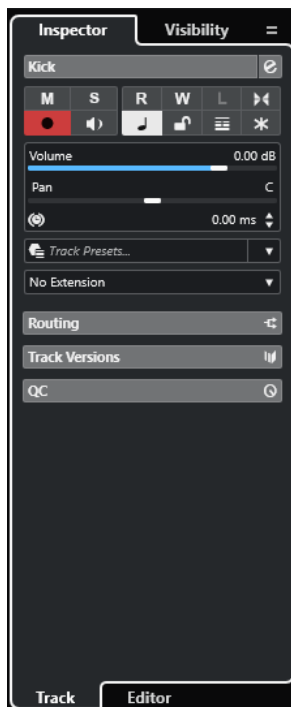 Inspector Visibility
Kick e
M S R W L
Volume 0.00 dB
Pan C
0.00 ms
Track Presets...
No Extension
Routing
Track Versions
QC
Track Editor